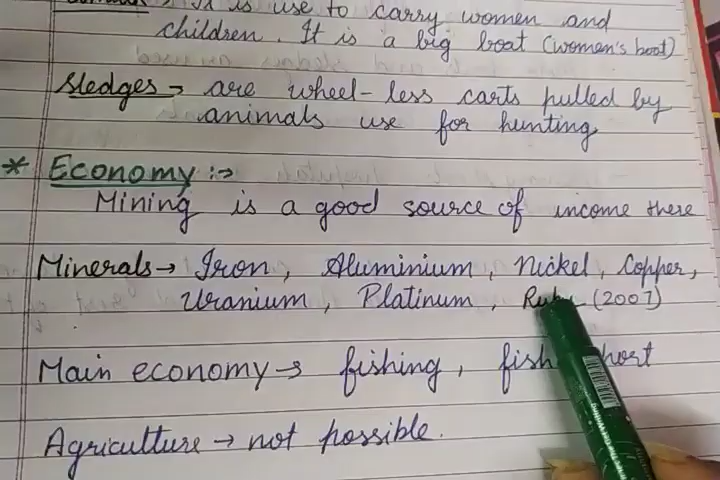 It is use to carry women and
children. It is a big boat (women's boat)
Sledges → are wheel-less carts pulled by
animals use for hunting
* Economy :→
Mining is a good source of income there
Minerals → Iron, Aluminium, Nickel, Copper,
Uranium, Platinum, (2007)
Main economy → fishing, fish
Agriculture → not possible.